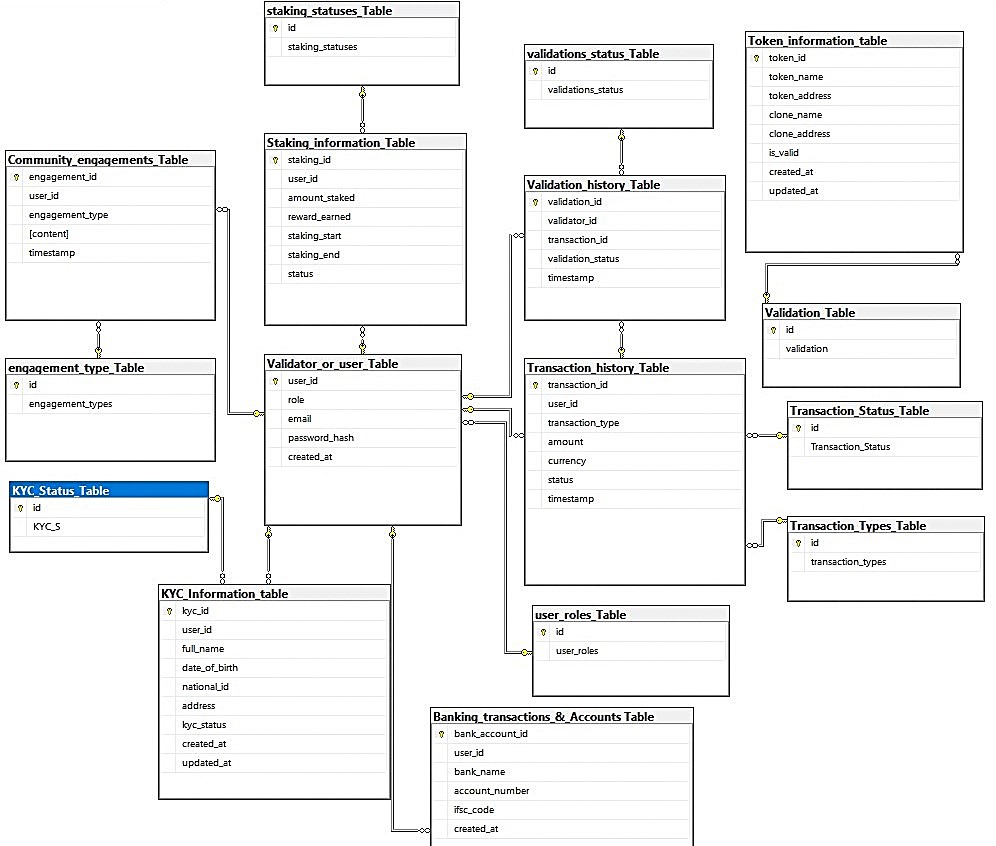 staking_statuses_Table
id
staking_statuses
validations_status_Table
id
validations_status
Token_information_table
token_id
token_name
token_address
clone_name
clone_address
is_valid
created_at
updated_at
Community_engagements_Table
engagement_id
user_id
engagement_type
[content]
timestamp
Staking_information_Table
staking_id
user_id
amount_staked
reward_earned
staking_start
staking_end
status
Validation_history_Table
validation_id
validator_id
transaction_id
validation_status
timestamp
Validation_Table
id
validation
engagement_type_Table
id
engagement_types
Validator_or_user_Table
user_id
role
email
password_hash
created_at
Transaction_history_Table
transaction_id
user_id
transaction_type
amount
currency
status
timestamp
Transaction_Status_Table
id
Transaction_Status
KYC_Status_Table
id
KYC_S
Transaction_Types_Table
id
transaction_types
KYC_Information_table
kyc_id
user_id
full_name
date_of_birth
national_id
address
kyc_status
created_at
updated_at
user_roles_Table
id
user_roles
Banking_transactions_&_Accounts Table
bank_account_id
user_id
bank_name
account_number
ifsc_code
created_at